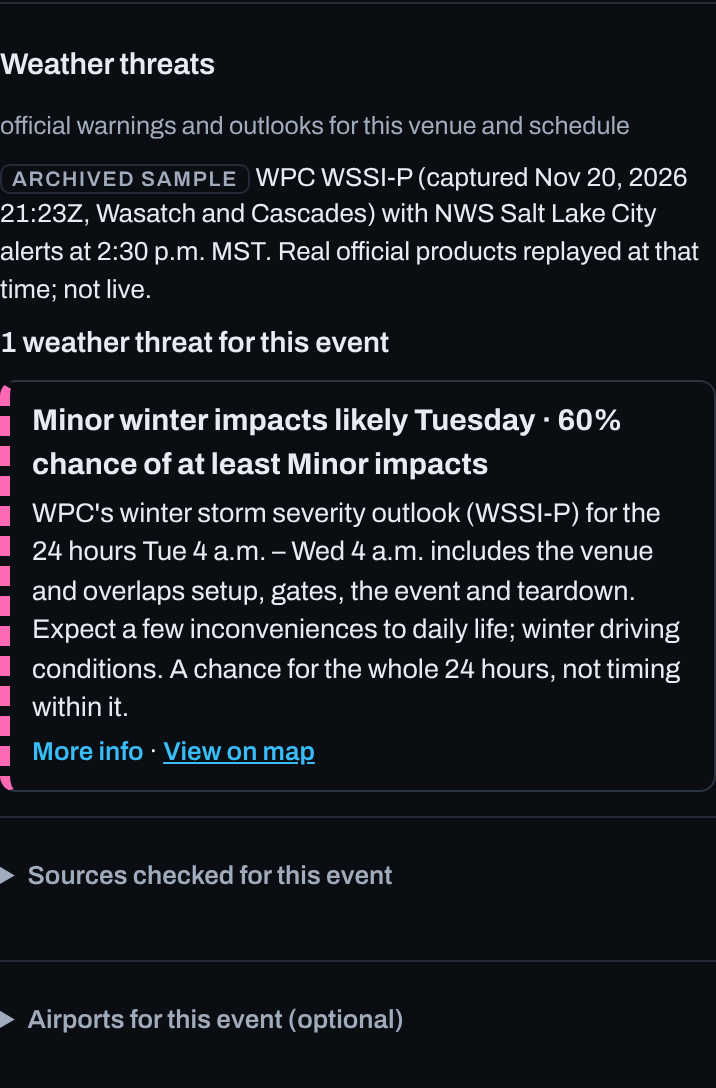 Weather threats
official warnings and outlooks for this venue and schedule
ARCHIVED SAMPLE WPC WSSI-P (captured Nov 20, 2026
21:23Z, Wasatch and Cascades) with NWS Salt Lake City
alerts at 2:30 p.m. MST. Real official products replayed at that
time; not live.
1 weather threat for this event
Minor winter impacts likely Tuesday · 60%
chance of at least Minor impacts
WPC's winter storm severity outlook (WSSI-P) for the
24 hours Tue 4 a.m. – Wed 4 a.m. includes the venue
and overlaps setup, gates, the event and teardown.
Expect a few inconveniences to daily life; winter driving
conditions. A chance for the whole 24 hours, not timing
within it.
More info · View on map
Sources checked for this event
Airports for this event (optional)